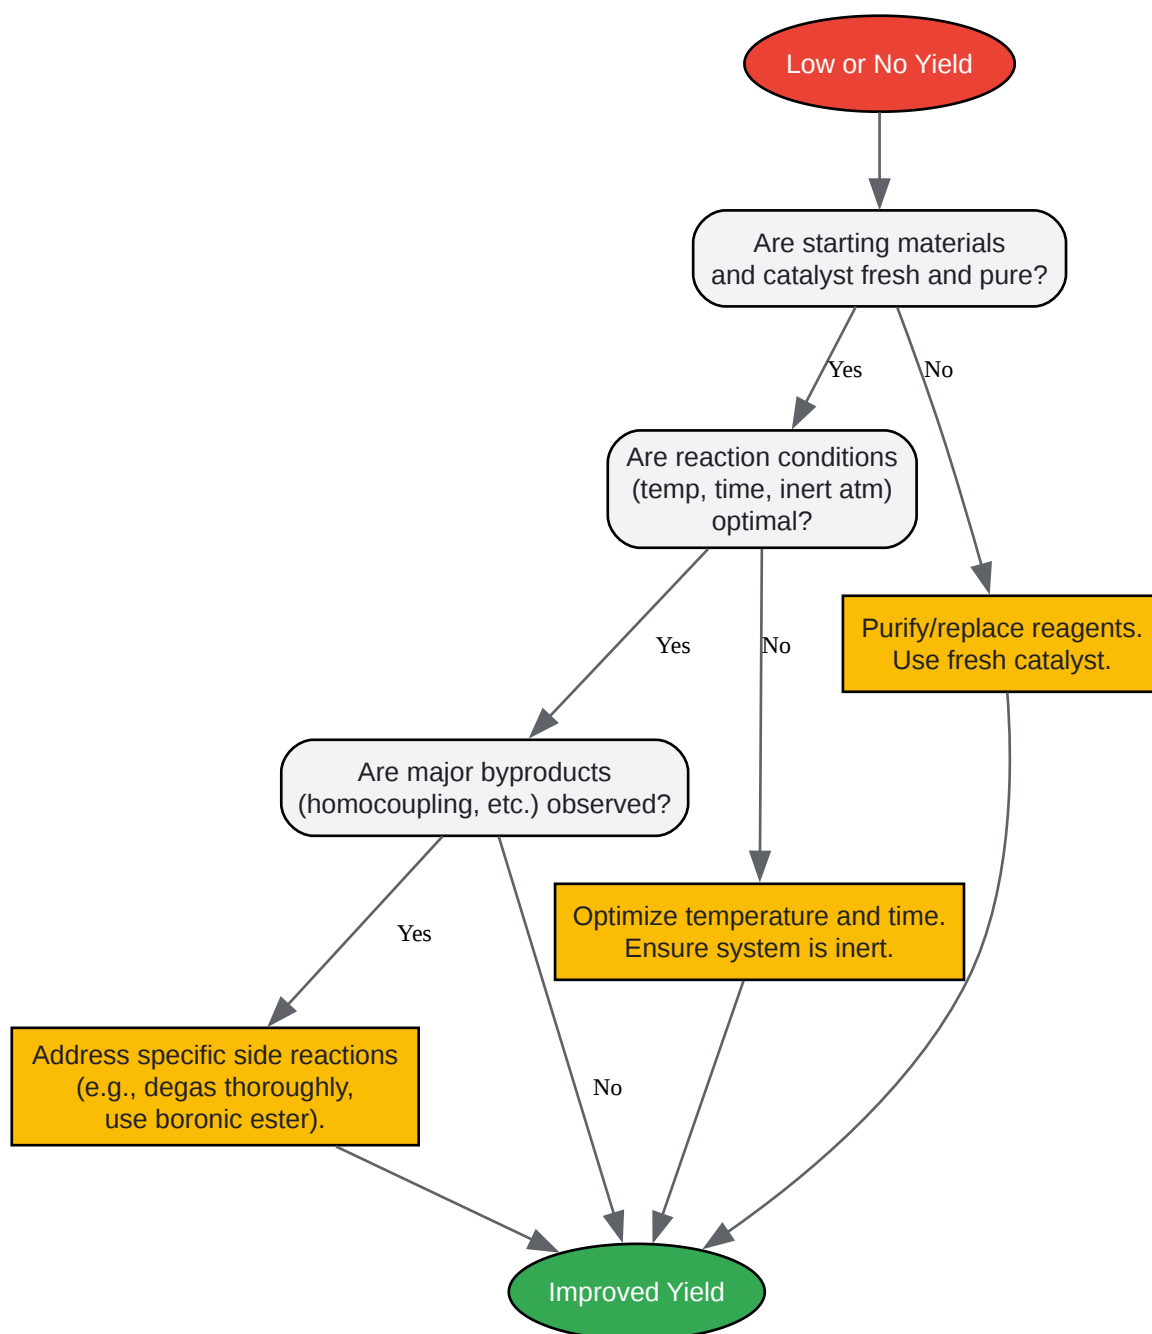 Low or No Yield
Are starting materials
and catalyst fresh and pure?
Yes
No
Are reaction conditions
(temp, time, inert atm)
optimal?
Purify/replace reagents.
Use fresh catalyst.
Yes
No
Are major byproducts
(homocoupling, etc.) observed?
Optimize temperature and time.
Ensure system is inert.
Yes
Address specific side reactions
(e.g., degas thoroughly,
use boronic ester).
No
Improved Yield